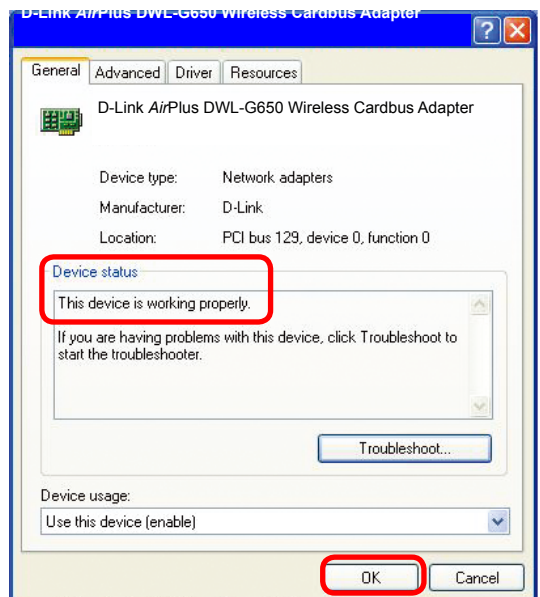 D-Link AirPlus DWL-G650 Wireless Cardbus Adapter
General Advanced Driver Resources
D-Link AirPlus DWL-G650 Wireless Cardbus Adapter
Device type: Network adapters
Manufacturer: D-Link
Location: PCI bus 129, device 0, function 0
Device status
This device is working properly.
If you are having problems with this device, click Troubleshoot to
start the troubleshooter.
Troubleshoot...
Device usage:
Use this device (enable)
OK Cancel